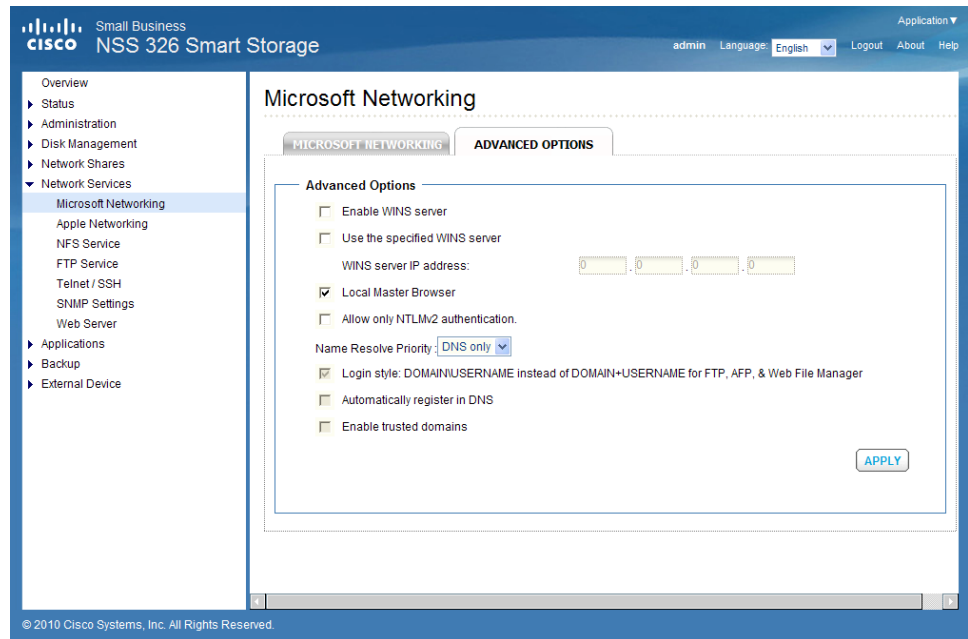 Small Business
CISCO NSS 326 Smart Storage
Application
admin Language: English Logout About Help
Overview
Status
Administration
Disk Management
Network Shares
Network Services
Microsoft Networking
Apple Networking
NFS Service
FTP Service
Telnet / SSH
SNMP Settings
Web Server
Applications
Backup
External Device
Microsoft Networking
MICROSOFT NETWORKING ADVANCED OPTIONS
Advanced Options
Enable WINS server
Use the specified WINS server
WINS server IP address: 0 . 0 . 0 . 0
Local Master Browser
Allow only NTLMv2 authentication.
Name Resolve Priority : DNS only
Login style: DOMAIN\USERNAME instead of DOMAIN+USERNAME for FTP, AFP, & Web File Manager
Automatically register in DNS
Enable trusted domains
APPLY
© 2010 Cisco Systems, Inc. All Rights Reserved.